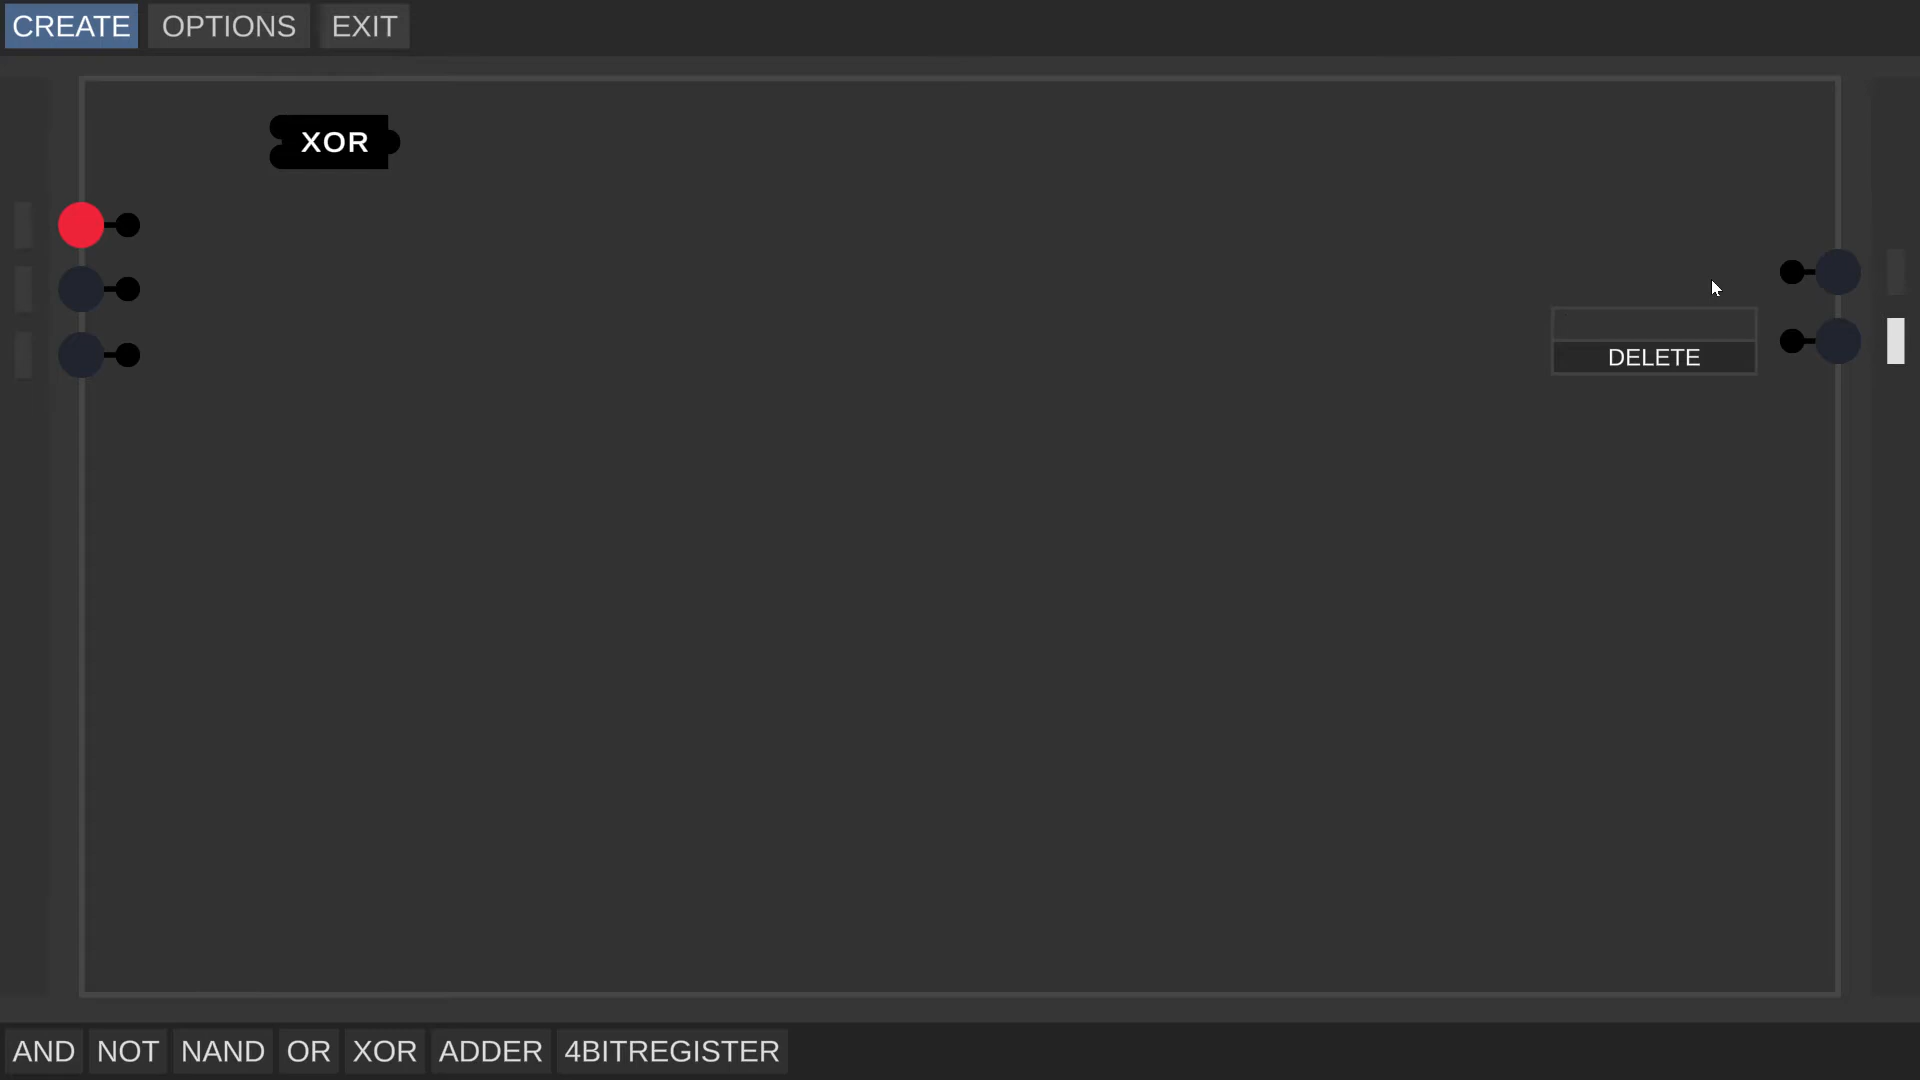 CREATE OPTIONS EXIT
XOR
DELETE
AND NOT NAND OR XOR ADDER 4BITREGISTER